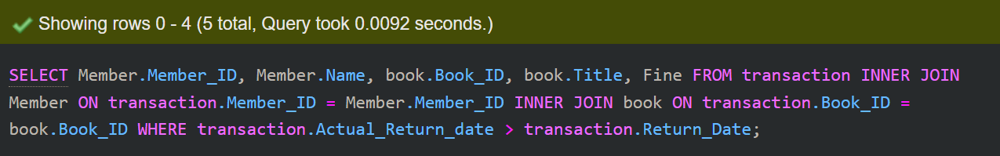 Showing rows 0 - 4 (5 total, Query took 0.0092 seconds.)
SELECT Member.Member_ID, Member.Name, book.Book_ID, book.Title, Fine FROM transaction INNER JOIN
Member ON transaction.Member_ID = Member.Member_ID INNER JOIN book ON transaction.Book_ID =
book.Book_ID WHERE transaction.Actual_Return_date > transaction.Return_Date;